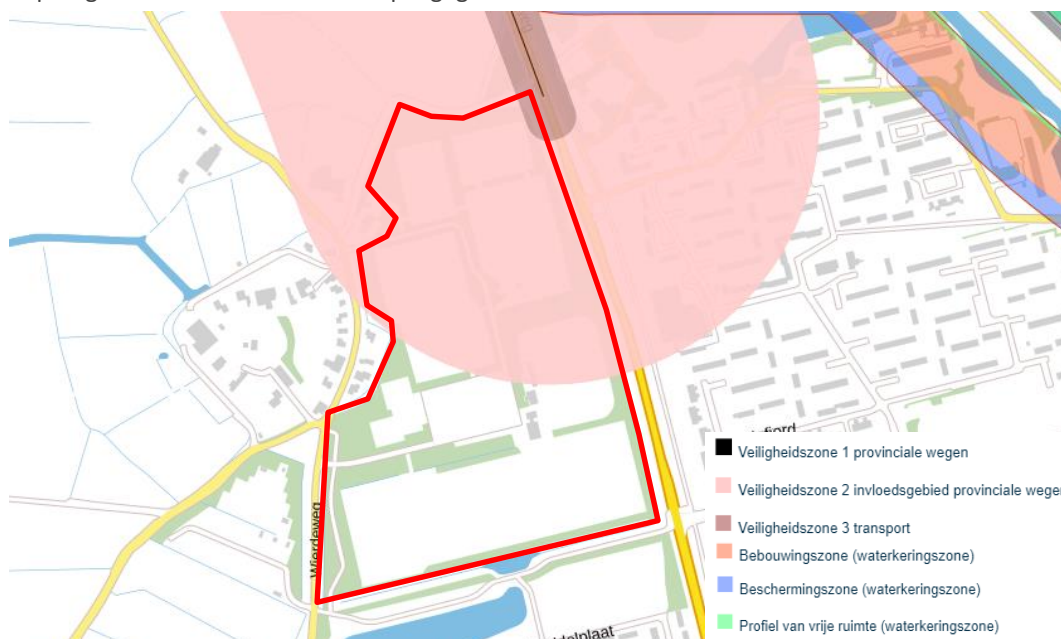 Wierdeweg
Veiligheidszone 1 provinciale wegen
Veiligheidszone 2 invloedsgebied provinciale wegen
Veiligheidszone 3 transport
Bebouwingszone (waterkeringszone)
Beschermingszone (waterkeringszone)
Profiel van vrije ruimte (waterkeringszone)